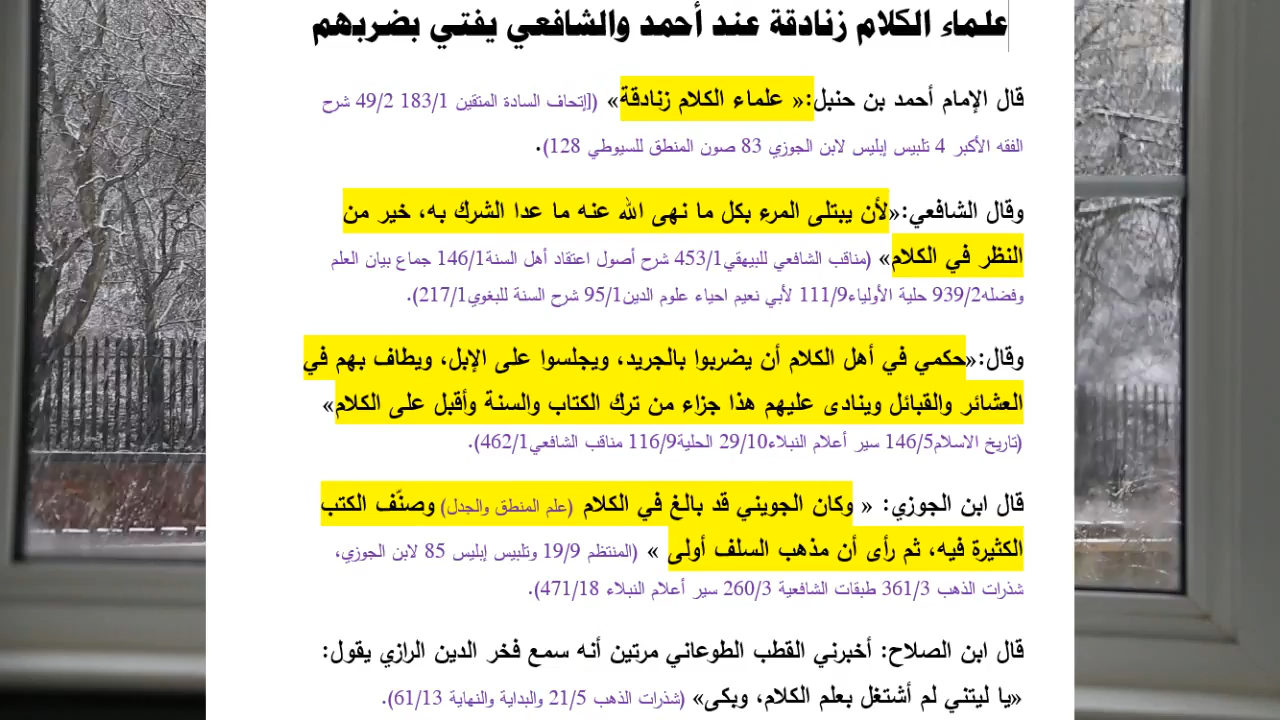 علماء الكلام زنادقة عند أحمد والشافعي يفتي بضربهم
قال الإمام أحمد بن حنبل:« علماء الكلام زنادقة» ([إتحاف السادة المتقين 183/1 49/2 شرح
الفقه الأكبر 4 تلبيس إبليس لابن الجوزي 83 صون المنطق للسيوطي 128).
وقال الشافعي:«لأن يبتلى المرء بكل ما نهى الله عنه ما عدا الشرك به، خير من
النظر في الكلام» (مناقب الشافعي للبيهقي453/1 شرح أصول اعتقاد أهل السنة146/1 جماع بيان العلم
وفضله939/2 حلية الأولياء111/9 لأبي نعيم احياء علوم الدين95/1 شرح السنة للبغوي217/1).
وقال:«حكمي في أهل الكلام أن يضربوا بالجريد، ويجلسوا على الإبل، ويطاف بهم في
العشائر والقبائل وينادى عليهم هذا جزاء من ترك الكتاب والسنة وأقبل على الكلام»
(تاريخ الاسلام146/5 سير أعلام النبلاء29/10 الحلية116/9 مناقب الشافعي462/1).
قال ابن الجوزي: « وكان الجويني قد بالغ في الكلام (علم المنطق والجدل) وصنّف الكتب
الكثيرة فيه، ثم رأى أن مذهب السلف أولى » (المنتظم 19/9 وتلبيس إبليس 85 لابن الجوزي،
شذرات الذهب 361/3 طبقات الشافعية 260/3 سير أعلام النبلاء 471/18).
قال ابن الصلاح: أخبرني القطب الطوعاني مرتين أنه سمع فخر الدين الرازي يقول:
«يا ليتني لم أشتغل بعلم الكلام، وبكى» (شذرات الذهب 21/5 والبداية والنهاية 61/13).